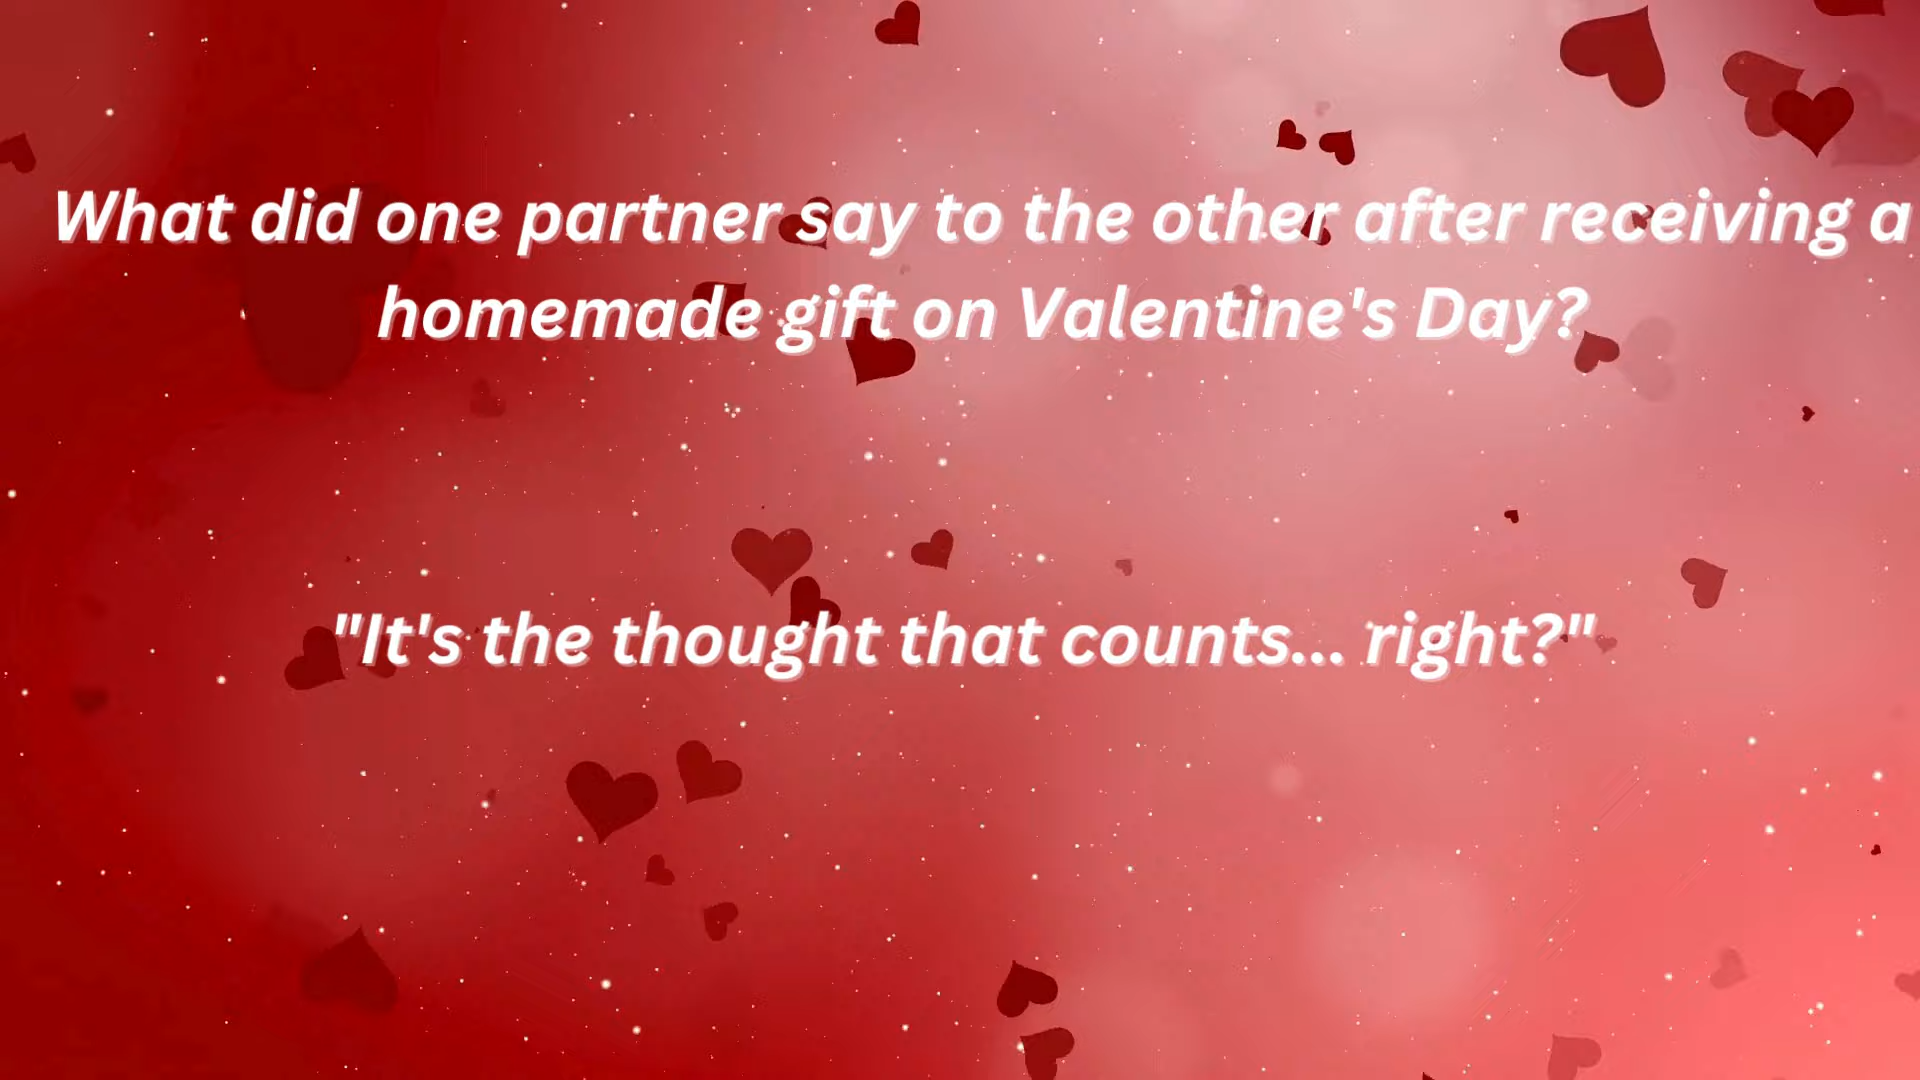 What did one partner say to the other after receiving a
homemade gift on Valentine's Day?
"It's the thought that counts... right?"